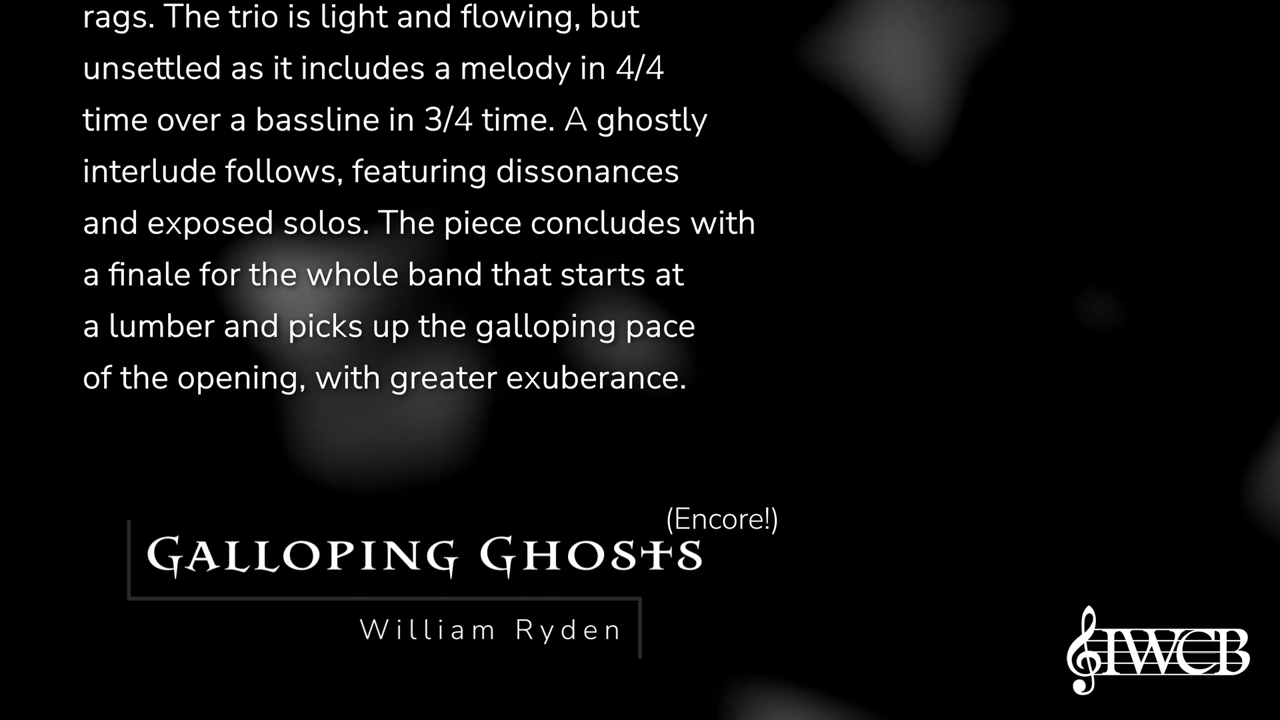 rags. The trio is light and flowing, but
unsettled as it includes a melody in 4/4
time over a bassline in 3/4 time. A ghostly
interlude follows, featuring dissonances
and exposed solos. The piece concludes with
a finale for the whole band that starts at
a lumber and picks up the galloping pace
of the opening, with greater exuberance.
(Encore!)
Galloping Ghosts
William Ryden
IWCB